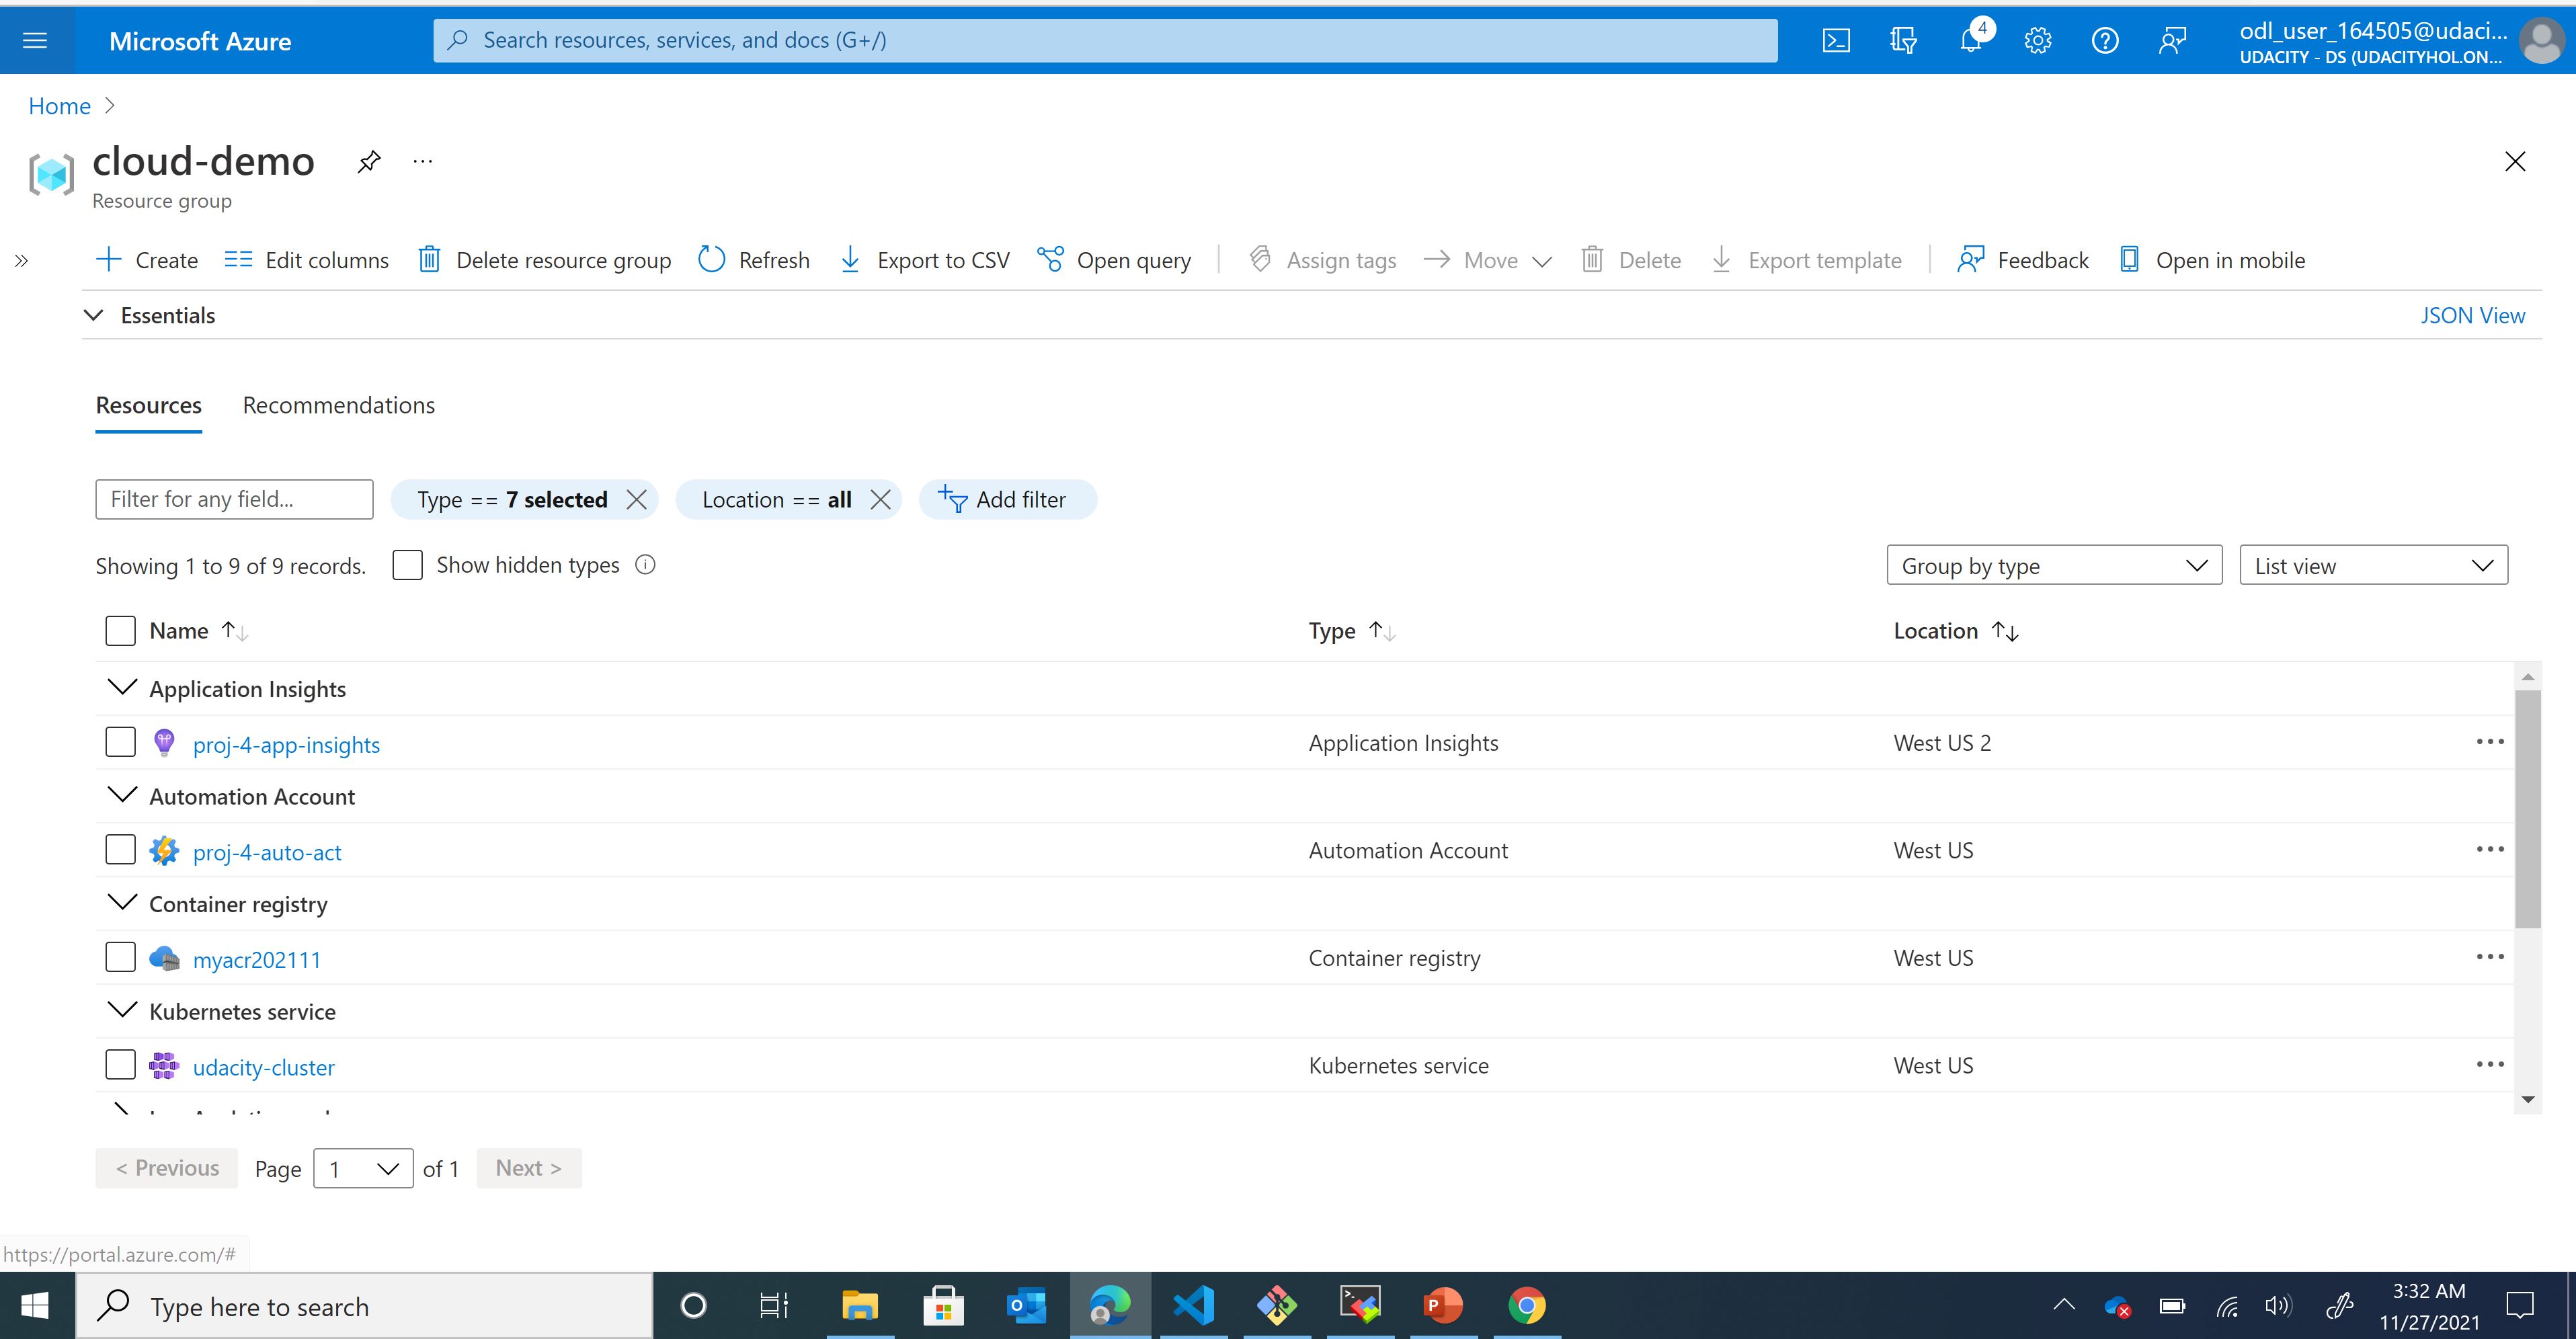 Microsoft Azure
Search resources, services, and docs (G+/)
4
odl_user_164505@udaci...
UDACITY - DS (UDACITYHOL.ON...
Home >
cloud-demo ...
Resource group
Create Edit columns Delete resource group Refresh Export to CSV Open query Assign tags Move Delete Export template Feedback Open in mobile
Essentials JSON View
Resources Recommendations
Filter for any field... Type == 7 selected Location == all Add filter
Showing 1 to 9 of 9 records. Show hidden types Group by type List view
Name Type Location
Application Insights
proj-4-app-insights Application Insights West US 2
Automation Account
proj-4-auto-act Automation Account West US
Container registry
myacr202111 Container registry West US
Kubernetes service
udacity-cluster Kubernetes service West US
< Previous Page 1 of 1 Next >
https://portal.azure.com/#
Type here to search
3:32 AM
11/27/2021